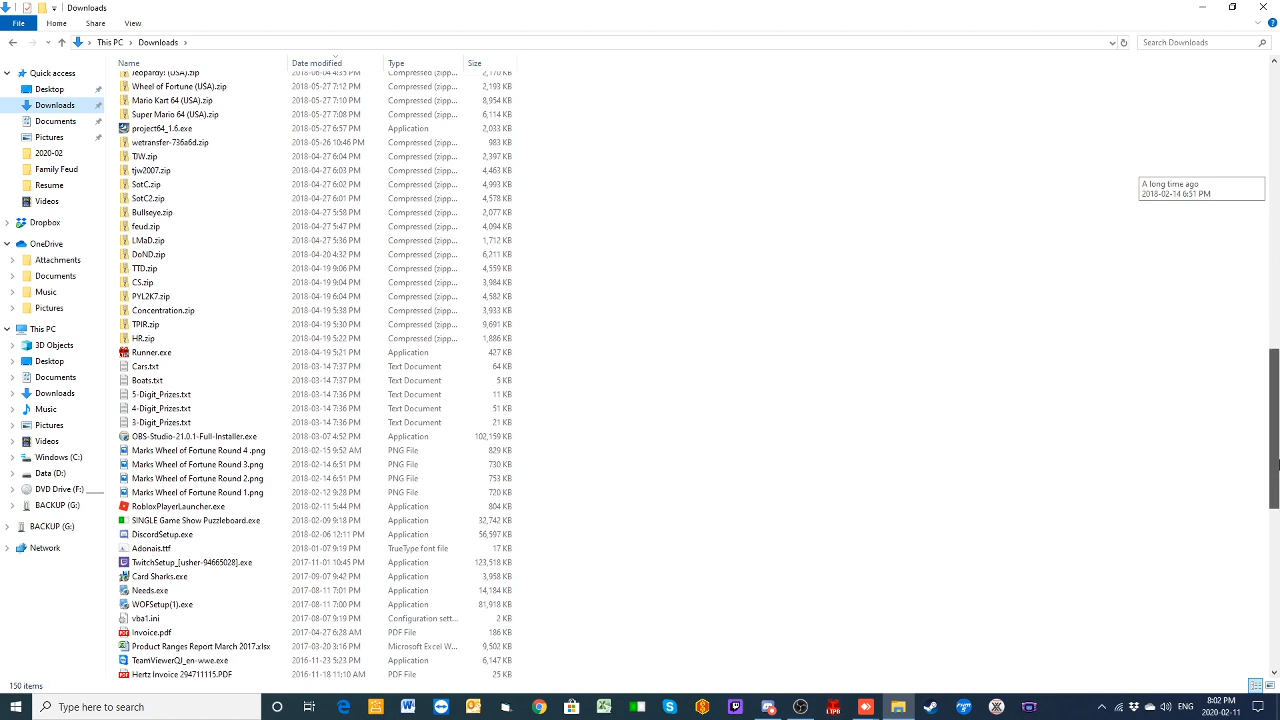 Downloads
File Home Share View
This PC Downloads
Search Downloads
Name Date modified Type Size
Quick access
Desktop
Downloads
Documents
Pictures
2020-02
Family Feud
Resume
Videos
Dropbox
OneDrive
Attachments
Documents
Music
Pictures
This PC
3D Objects
Desktop
Documents
Downloads
Music
Pictures
Videos
Windows (C:)
Data (D:)
DVD Drive (F:) ____
BACKUP (G:)
BACKUP (G:)
Network
Jeopardy! (USA).zip 2018-06-04 4:35 PM Compressed (zipp... 2,170 KB
Wheel of Fortune (USA).zip 2018-05-27 7:12 PM Compressed (zipp... 2,193 KB
Mario Kart 64 (USA).zip 2018-05-27 7:10 PM Compressed (zipp... 8,954 KB
Super Mario 64 (USA).zip 2018-05-27 7:08 PM Compressed (zipp... 6,114 KB
project64_1.6.exe 2018-05-27 6:57 PM Application 2,033 KB
wetransfer-736a6d.zip 2018-05-26 10:46 PM Compressed (zipp... 983 KB
TJW.zip 2018-04-27 6:04 PM Compressed (zipp... 2,397 KB
tjw2007.zip 2018-04-27 6:03 PM Compressed (zipp... 4,463 KB
SotC.zip 2018-04-27 6:02 PM Compressed (zipp... 4,993 KB
SotC2.zip 2018-04-27 6:01 PM Compressed (zipp... 4,578 KB
Bullseye.zip 2018-04-27 5:58 PM Compressed (zipp... 2,077 KB
feud.zip 2018-04-27 5:47 PM Compressed (zipp... 4,094 KB
LMaD.zip 2018-04-27 5:36 PM Compressed (zipp... 1,712 KB
DoND.zip 2018-04-20 4:32 PM Compressed (zipp... 6,211 KB
TTD.zip 2018-04-19 9:06 PM Compressed (zipp... 4,559 KB
CS.zip 2018-04-19 9:04 PM Compressed (zipp... 3,984 KB
PYL2K7.zip 2018-04-19 6:04 PM Compressed (zipp... 4,582 KB
Concentration.zip 2018-04-19 5:38 PM Compressed (zipp... 3,933 KB
TPIR.zip 2018-04-19 5:30 PM Compressed (zipp... 9,691 KB
HR.zip 2018-04-19 5:22 PM Compressed (zipp... 1,886 KB
Runner.exe 2018-04-19 5:21 PM Application 427 KB
Cars.txt 2018-03-14 7:37 PM Text Document 64 KB
Boats.txt 2018-03-14 7:37 PM Text Document 5 KB
5-Digit_Prizes.txt 2018-03-14 7:36 PM Text Document 11 KB
4-Digit_Prizes.txt 2018-03-14 7:36 PM Text Document 51 KB
3-Digit_Prizes.txt 2018-03-14 7:36 PM Text Document 21 KB
OBS-Studio-21.0.1-Full-Installer.exe 2018-03-07 4:52 PM Application 102,159 KB
Marks Wheel of Fortune Round 4 .png 2018-02-15 9:52 AM PNG File 829 KB
Marks Wheel of Fortune Round 3.png 2018-02-14 6:51 PM PNG File 730 KB
Marks Wheel of Fortune Round 2.png 2018-02-14 6:51 PM PNG File 753 KB
Marks Wheel of Fortune Round 1.png 2018-02-12 9:28 PM PNG File 720 KB
RobloxPlayerLauncher.exe 2018-02-11 5:44 PM Application 804 KB
SINGLE Game Show Puzzleboard.exe 2018-02-09 9:18 PM Application 32,742 KB
DiscordSetup.exe 2018-02-06 12:11 PM Application 56,597 KB
Adonais.ttf 2018-01-07 9:19 PM TrueType font file 17 KB
TwitchSetup_[usher-94665028].exe 2017-11-01 10:45 PM Application 123,518 KB
Card Sharks.exe 2017-09-07 9:42 PM Application 3,958 KB
Needs.exe 2017-08-11 7:01 PM Application 14,184 KB
WOFSetup(1).exe 2017-08-11 7:00 PM Application 81,918 KB
vba1.ini 2017-08-07 9:19 PM Configuration sett... 2 KB
Invoice.pdf 2017-04-27 6:28 AM PDF File 186 KB
Product Ranges Report March 2017.xlsx 2017-03-20 3:16 PM Microsoft Excel W... 9,502 KB
TeamViewerQJ_en-wwe.exe 2016-11-23 5:23 PM Application 6,147 KB
Hertz Invoice 294711115.PDF 2016-11-18 11:10 AM PDF File 25 KB
A long time ago
2018-02-14 6:51 PM
150 items
Type here to search
LTPB
ENG
8:02 PM
2020-02-11